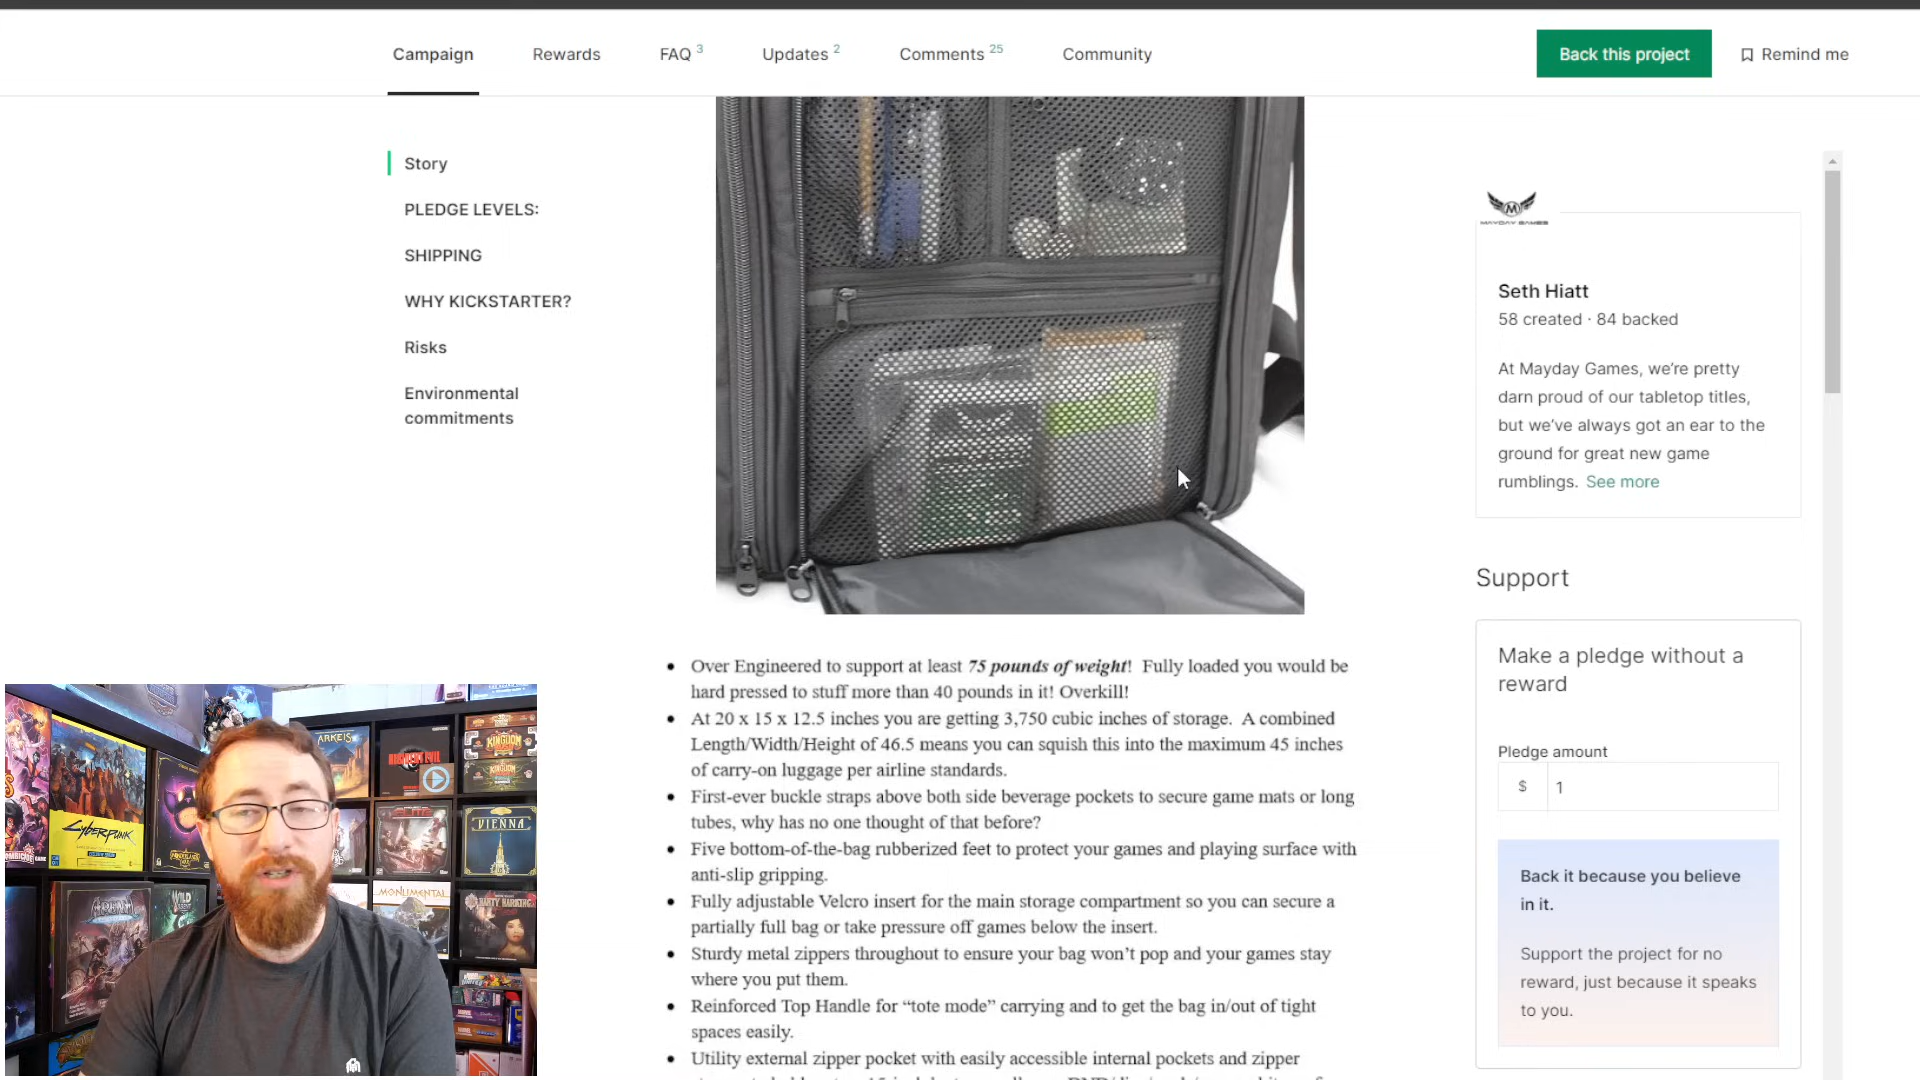 Campaign
Rewards
FAQ 3
Updates 2
Comments 25
Community
Back this project
Remind me
Story
PLEDGE LEVELS:
SHIPPING
WHY KICKSTARTER?
Risks
Environmental
commitments
M
MAYDAY GAMES
Seth Hiatt
58 created · 84 backed
At Mayday Games, we’re pretty
darn proud of our tabletop titles,
but we’ve always got an ear to the
ground for great new game
rumblings. See more
Support
Make a pledge without a
reward
Pledge amount
$ 1
Back it because you believe
in it.
Support the project for no
reward, just because it speaks
to you.
• Over Engineered to support at least 75 pounds of weight! Fully loaded you would be
hard pressed to stuff more than 40 pounds in it! Overkill!
• At 20 x 15 x 12.5 inches you are getting 3,750 cubic inches of storage. A combined
Length/Width/Height of 46.5 means you can squish this into the maximum 45 inches
of carry-on luggage per airline standards.
• First-ever buckle straps above both side beverage pockets to secure game mats or long
tubes, why has no one thought of that before?
• Five bottom-of-the-bag rubberized feet to protect your games and playing surface with
anti-slip gripping.
• Fully adjustable Velcro insert for the main storage compartment so you can secure a
partially full bag or take pressure off games below the insert.
• Sturdy metal zippers throughout to ensure your bag won’t pop and your games stay
where you put them.
• Reinforced Top Handle for “tote mode” carrying and to get the bag in/out of tight
spaces easily.
• Utility external zipper pocket with easily accessible internal pockets and zipper
ARKEIS
RESIDENT EVIL
KINGDOM
CYBERPUNK
VIENNA
MONUMENTAL
WILD
HANTY HARKING